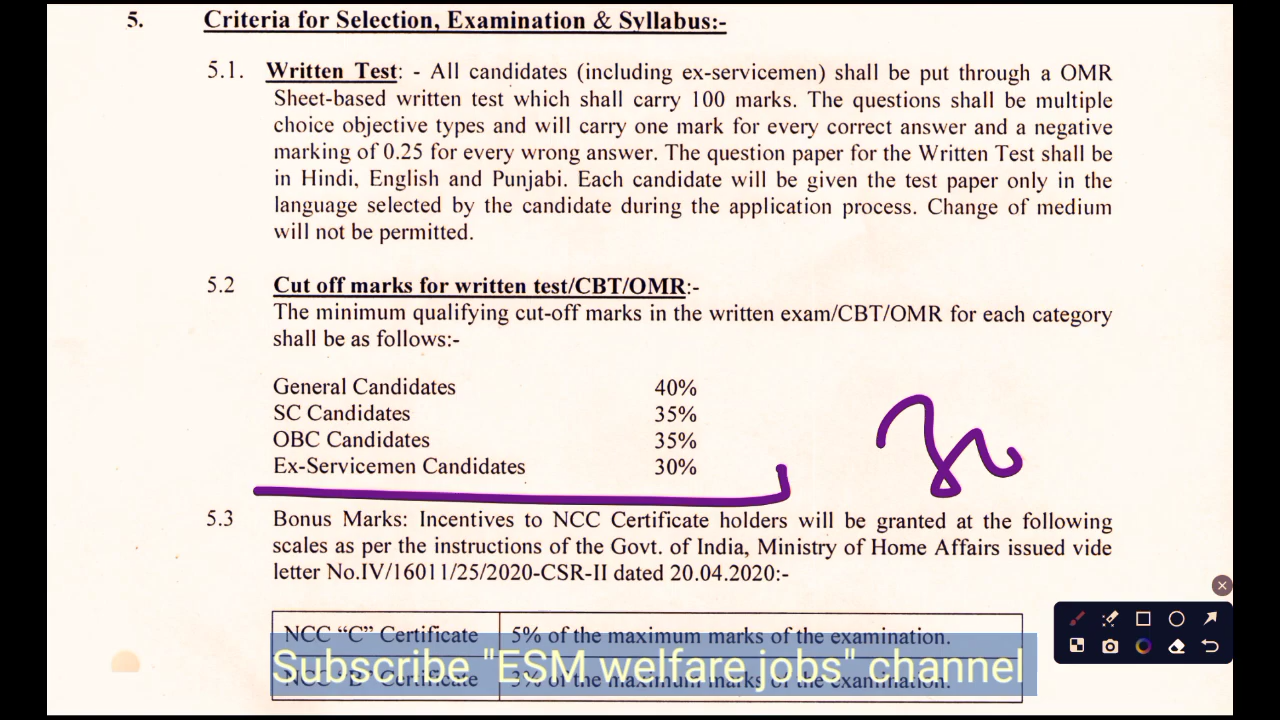 5. Criteria for Selection, Examination & Syllabus:-
5.1. Written Test: - All candidates (including ex-servicemen) shall be put through a OMR
Sheet-based written test which shall carry 100 marks. The questions shall be multiple
choice objective types and will carry one mark for every correct answer and a negative
marking of 0.25 for every wrong answer. The question paper for the Written Test shall be
in Hindi, English and Punjabi. Each candidate will be given the test paper only in the
language selected by the candidate during the application process. Change of medium
will not be permitted.
5.2 Cut off marks for written test/CBT/OMR:-
The minimum qualifying cut-off marks in the written exam/CBT/OMR for each category
shall be as follows:-
General Candidates 40%
SC Candidates 35%
OBC Candidates 35%
Ex-Servicemen Candidates 30%
5.3 Bonus Marks: Incentives to NCC Certificate holders will be granted at the following
scales as per the instructions of the Govt. of India, Ministry of Home Affairs issued vide
letter No.IV/16011/25/2020-CSR-II dated 20.04.2020:-
NCC “C” Certificate 5% of the maximum marks of the examination.
Subscribe "ESM welfare jobs" channel
NCC “B” Certificate 3% of the maximum marks of the examination.